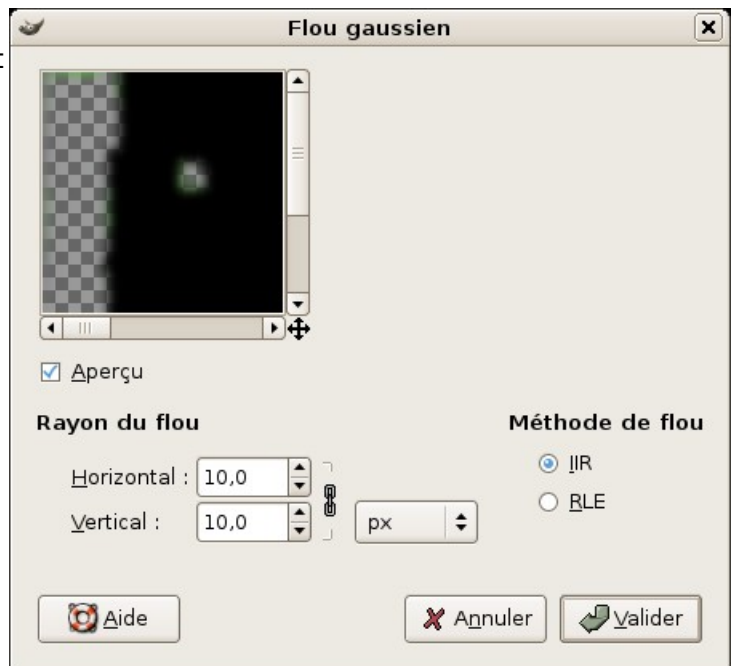 Flou gaussien
Aperçu
Rayon du flou
Méthode de flou
Horizontal : 10,0
IIR
Vertical : 10,0
px
RLE
Aide
Annuler
Valider